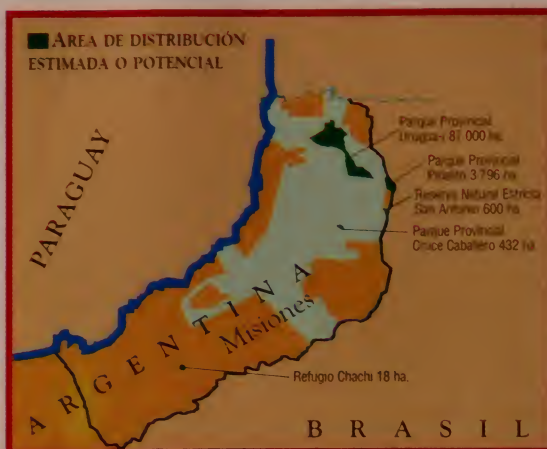 AREA DE DISTRIBUCIÓN
ESTIMADA O POTENCIAL
PARAGUAY
Parque Provincial
Urugua-í 87 000 ha.
Parque Provincial
Piñalito 3 796 ha.
Reserva Natural Estricta
San Antonio 600 ha.
Parque Provincial
Cruce Caballero 432 ha.
ARGENTINA
Misiones
Refugio Chachi 18 ha.
BRASIL